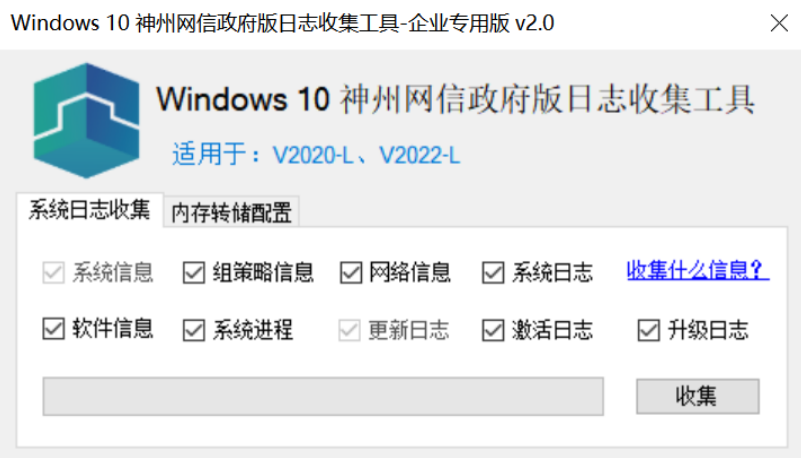 Windows 10 神州网信政府版日志收集工具-企业专用版 v2.0
Windows 10 神州网信政府版日志收集工具
适用于：V2020-L、V2022-L
系统日志收集 内存转储配置
系统信息 组策略信息 网络信息 系统日志 收集什么信息?
软件信息 系统进程 更新日志 激活日志 升级日志
收集